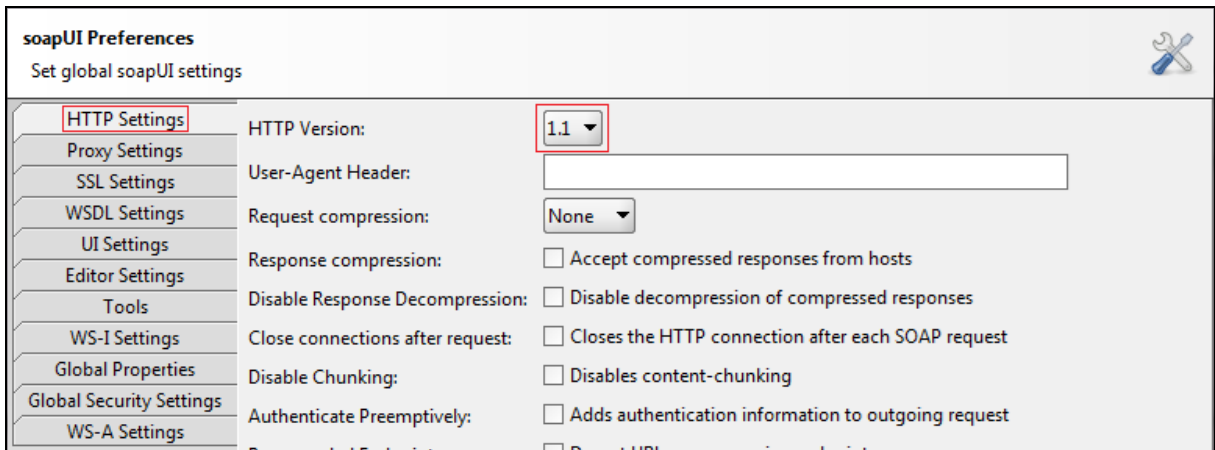 soapUI Preferences
Set global soapUI settings
HTTP Settings
Proxy Settings
SSL Settings
WSDL Settings
UI Settings
Editor Settings
Tools
WS-I Settings
Global Properties
Global Security Settings
WS-A Settings
HTTP Version: 1.1
User-Agent Header:
Request compression: None
Response compression: Accept compressed responses from hosts
Disable Response Decompression: Disable decompression of compressed responses
Close connections after request: Closes the HTTP connection after each SOAP request
Disable Chunking: Disables content-chunking
Authenticate Preemptively: Adds authentication information to outgoing request